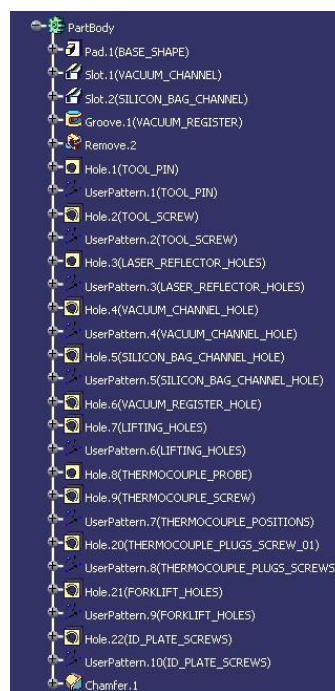 PartBody
Pad.1(BASE_SHAPE)
Slot.1(VACUUM_CHANNEL)
Slot.2(SILICON_BAG_CHANNEL)
Groove.1(VACUUM_REGISTER)
Remove.2
Hole.1(TOOL_PIN)
UserPattern.1(TOOL_PIN)
Hole.2(TOOL_SCREW)
UserPattern.2(TOOL_SCREW)
Hole.3(LASER_REFLECTOR_HOLES)
UserPattern.3(LASER_REFLECTOR_HOLES)
Hole.4(VACUUM_CHANNEL_HOLE)
UserPattern.4(VACUUM_CHANNEL_HOLE)
Hole.5(SILICON_BAG_CHANNEL_HOLE)
UserPattern.5(SILICON_BAG_CHANNEL_HOLE)
Hole.6(VACUUM_REGISTER_HOLE)
Hole.7(LIFTING_HOLES)
UserPattern.6(LIFTING_HOLES)
Hole.8(THERMOCOUPLE_PROBE)
Hole.9(THERMOCOUPLE_SCREW)
UserPattern.7(THERMOCOUPLE_POSITIONS)
Hole.20(THERMOCOUPLE_PLUGS_SCREW_01)
UserPattern.8(THERMOCOUPLE_PLUGS_SCREWS
Hole.21(FORKLIFT_HOLES)
UserPattern.9(FORKLIFT_HOLES)
Hole.22(ID_PLATE_SCREWS)
UserPattern.10(ID_PLATE_SCREWS)
Chamfer.1